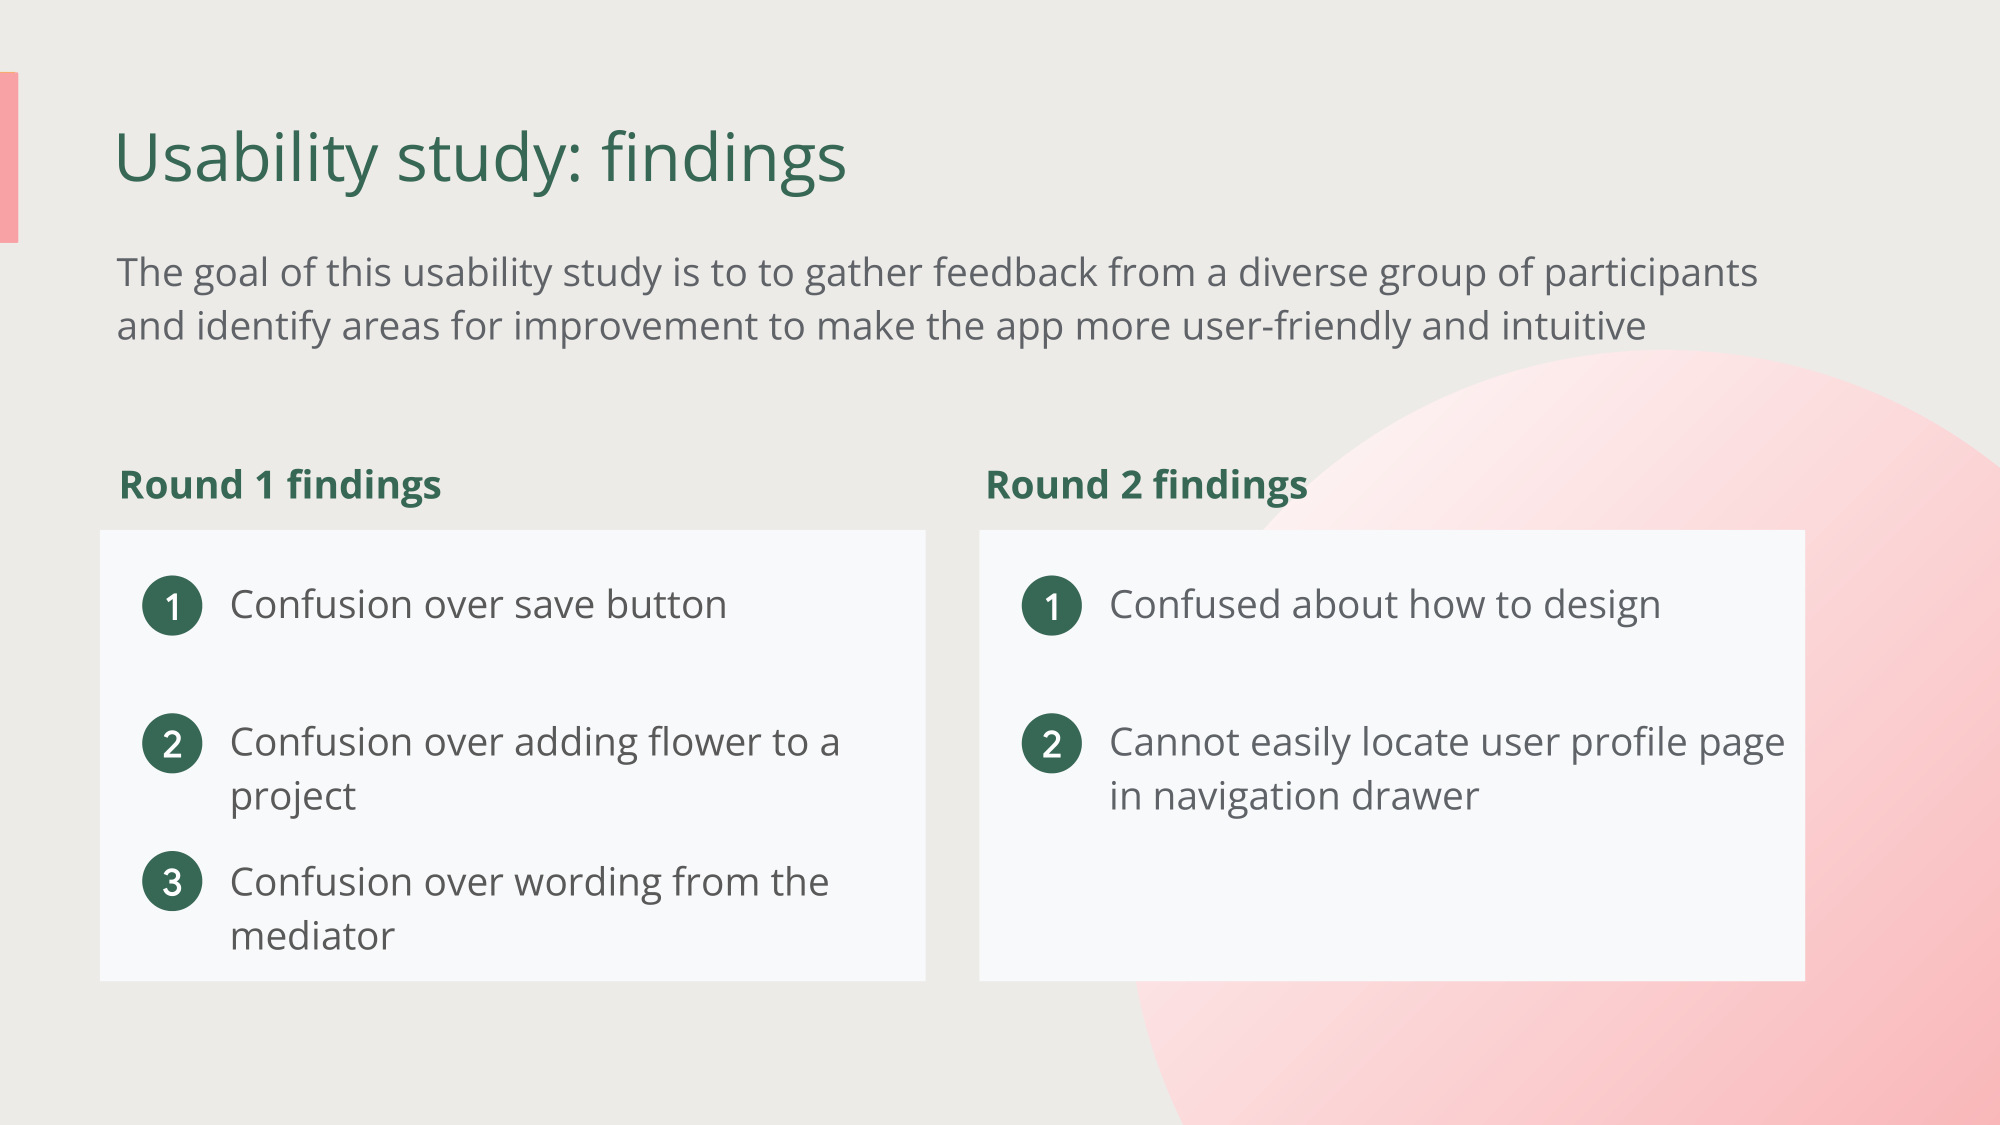 Usability study: findings
The goal of this usability study is to to gather feedback from a diverse group of participants
and identify areas for improvement to make the app more user-friendly and intuitive
Round 1 findings
1 Confusion over save button
2 Confusion over adding flower to a
project
3 Confusion over wording from the
mediator
Round 2 findings
1 Confused about how to design
2 Cannot easily locate user profile page
in navigation drawer